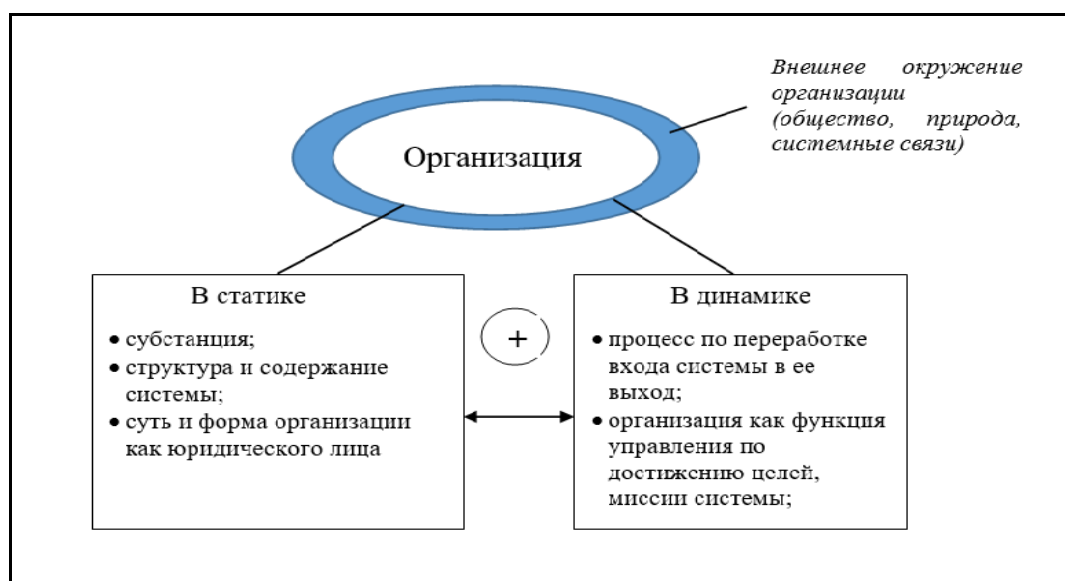 Внешнее окружение
организации
(общество, природа,
системные связи)
Организация
В статике
• субстанция;
• структура и содержание
системы;
• суть и форма организации
как юридического лица
+
В динамике
• процесс по переработке
входа системы в ее
выход;
• организация как функция
управления по
достижению целей,
миссии системы;